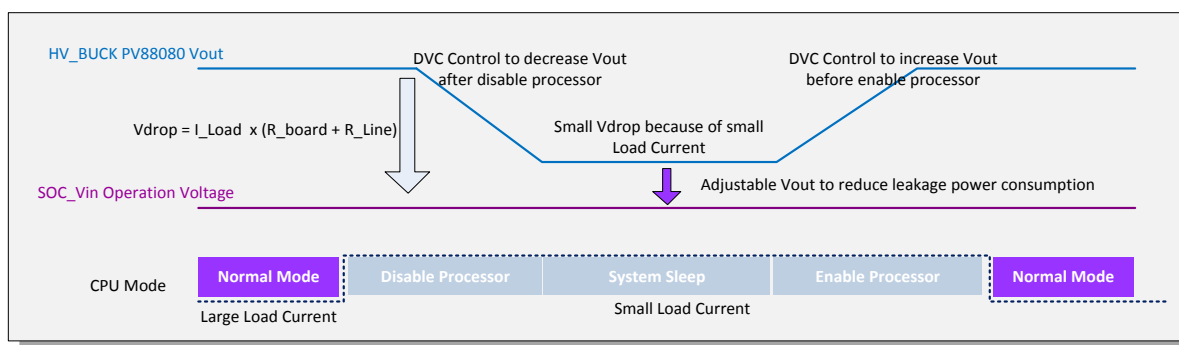 HV_BUCK PV88080 Vout
DVC Control to decrease Vout
after disable processor
DVC Control to increase Vout
before enable processor
Vdrop = I_Load x (R_board + R_Line)
Small Vdrop because of small
Load Current
Adjustable Vout to reduce leakage power consumption
SOC_Vin Operation Voltage
CPU Mode
Normal Mode
Disable Processor
System Sleep
Enable Processor
Normal Mode
Large Load Current
Small Load Current